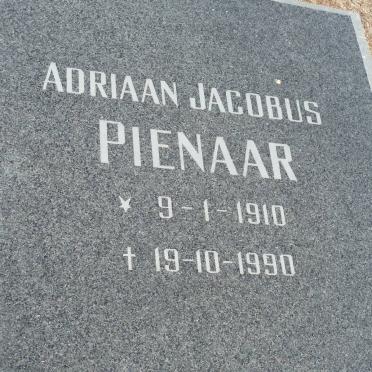 ADRIAAN JACOBUS
PIENAAR
★ 9-1-1910
† 19-10-1990